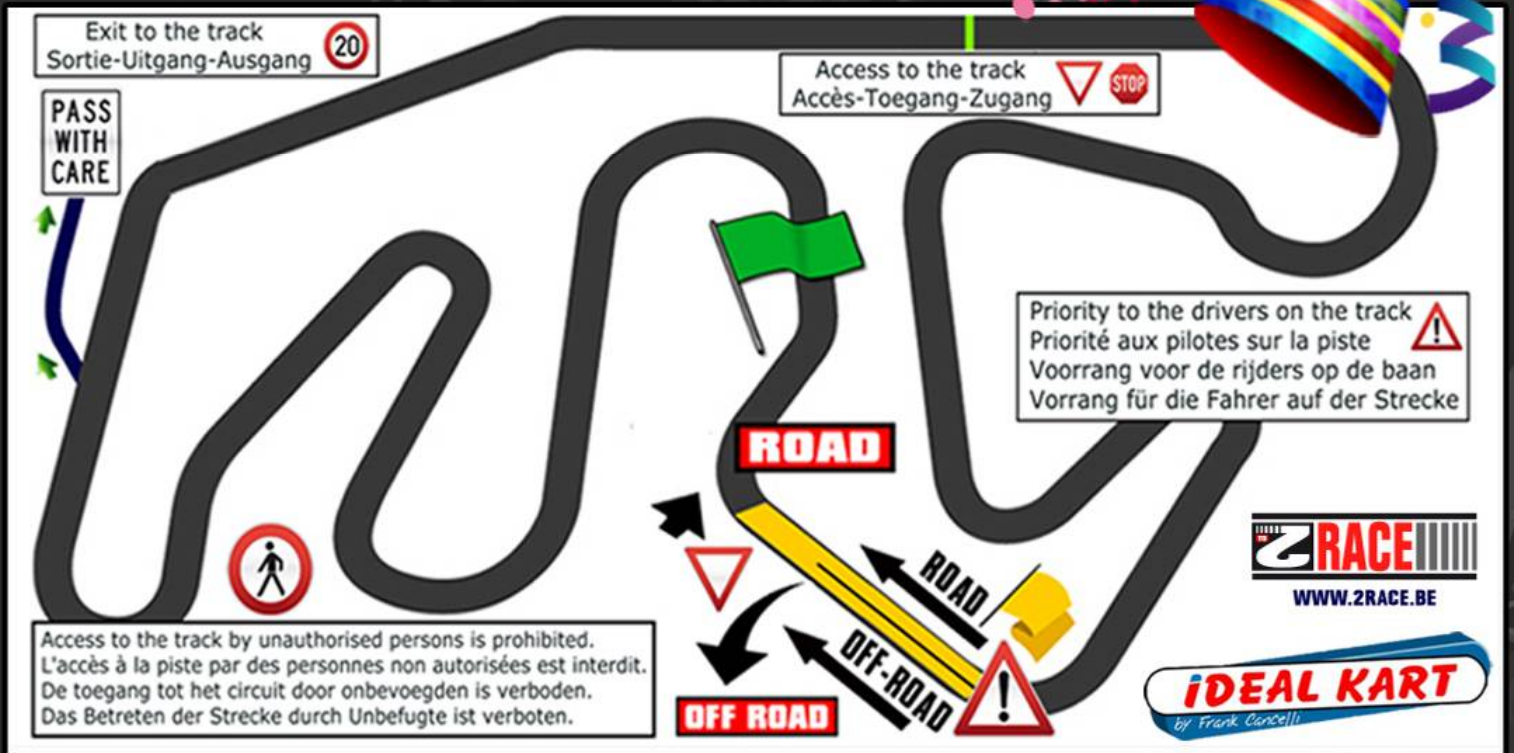 Exit to the track
Sortie-Uitgang-Ausgang
20
PASS
WITH
CARE
Access to the track
Accès-Toegang-Zugang
STOP
Priority to the drivers on the track
Priorité aux pilotes sur la piste
Voorrang voor de rijders op de baan
Vorrang für die Fahrer auf der Strecke
ROAD
ROAD
OFF-ROAD
OFF ROAD
TO
2 RACE
WWW.2RACE.BE
iDEAL KART
by Frank Cancelli
Access to the track by unauthorised persons is prohibited.
L'accès à la piste par des personnes non autorisées est interdit.
De toegang tot het circuit door onbevoegden is verboden.
Das Betreten der Strecke durch Unbefugte ist verboten.